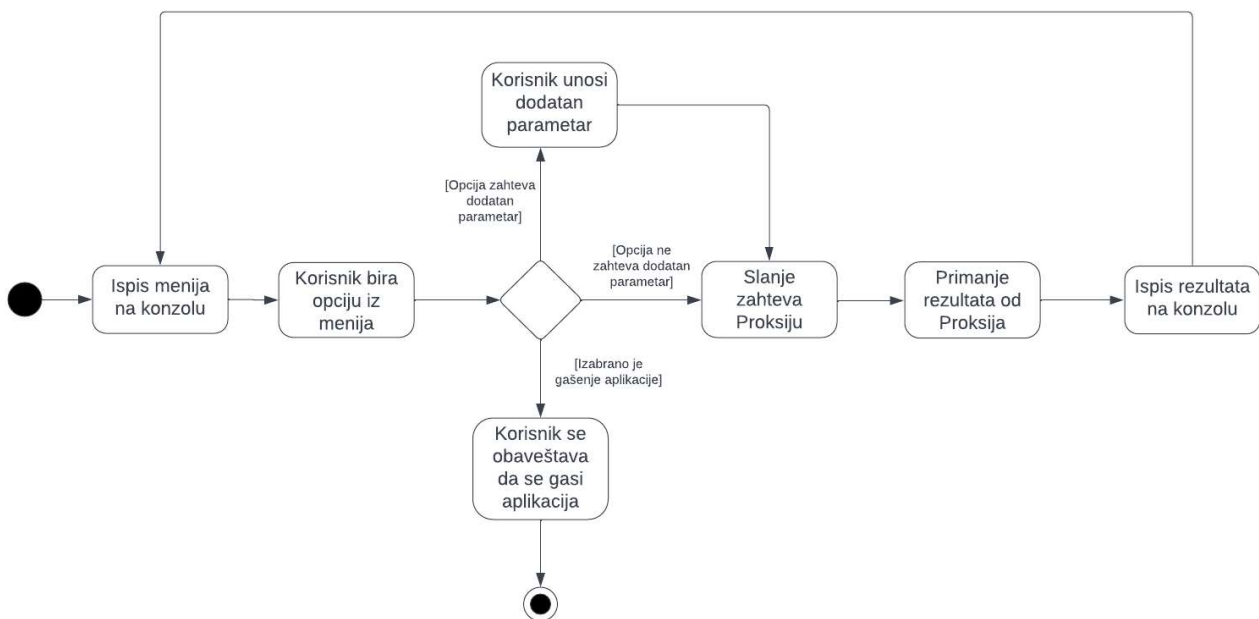 Korisnik unosi
dodatan
parametar
[Opcija zahteva
dodatan
parametar]
[Opcija ne
zahteva dodatan
parametar]
Ispis menija
na konzolu
Korisnik bira
opciju iz
menija
Slanje
zahteva
Proksiju
Primanje
rezultata od
Proksija
Ispis rezultata
na konzolu
[Izabrano je
gašenje aplikacije]
Korisnik se
obaveštava
da se gasi
aplikacija